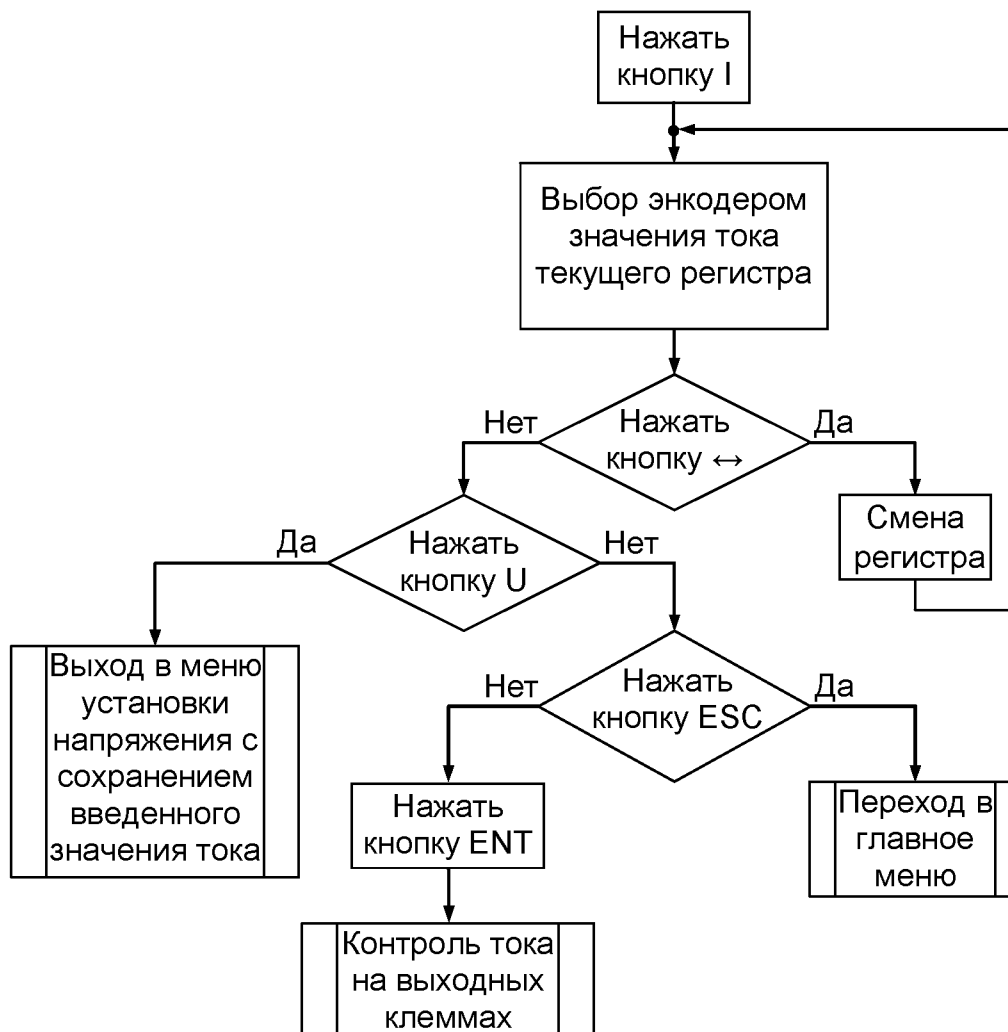 Нажать
кнопку I
Выбор энкодером
значения тока
текущего регистра
Нажать
кнопку ↔
Нет
Да
Смена
регистра
Нажать
кнопку U
Да
Нет
Выход в меню
установки
напряжения с
сохранением
введенного
значения тока
Нажать
кнопку ESC
Нет
Да
Нажать
кнопку ENT
Переход в
главное
меню
Контроль тока
на выходных
клеммах